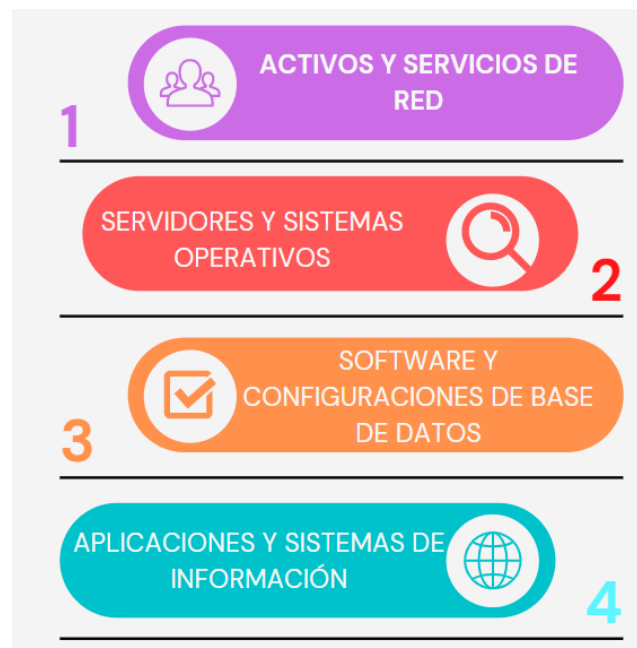 ACTIVOS Y SERVICIOS DE
RED
1
SERVIDORES Y SISTEMAS
OPERATIVOS
2
SOFTWARE Y
CONFIGURACIONES DE BASE
DE DATOS
3
APLICACIONES Y SISTEMAS DE
INFORMACIÓN
4